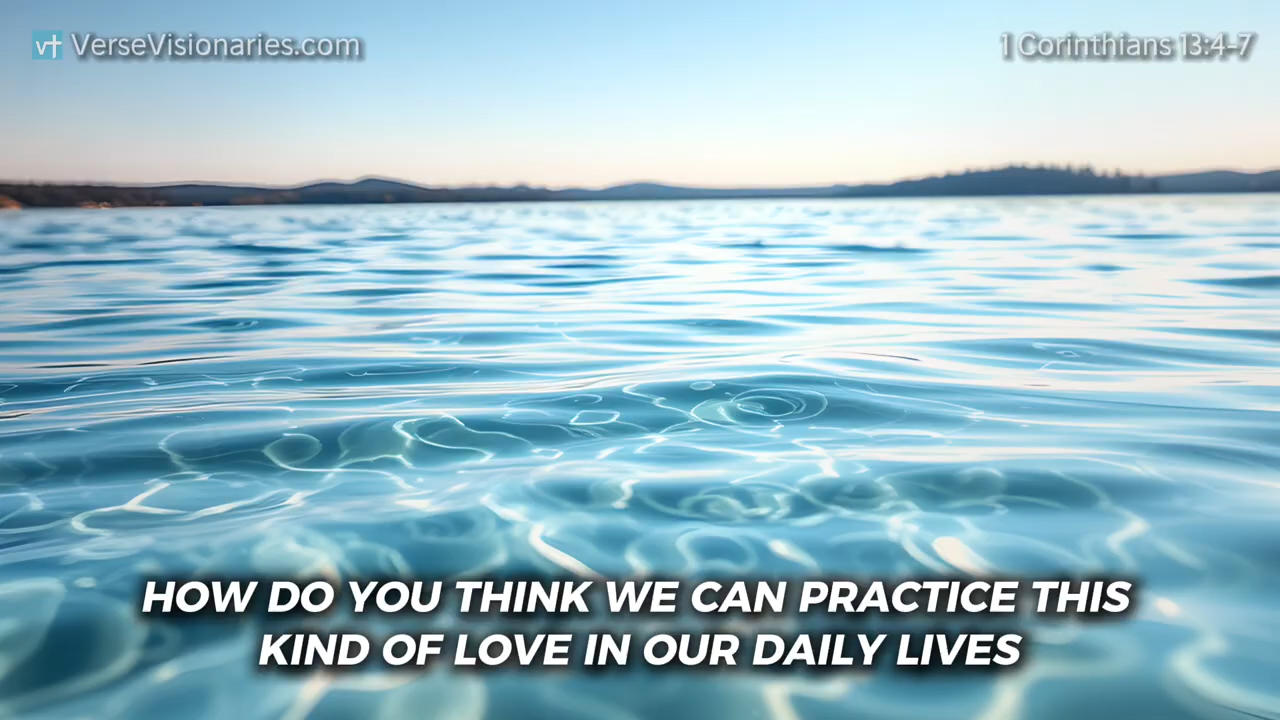 vt VerseVisionaries.com
1 Corinthians 13:4-7
HOW DO YOU THINK WE CAN PRACTICE THIS
KIND OF LOVE IN OUR DAILY LIVES